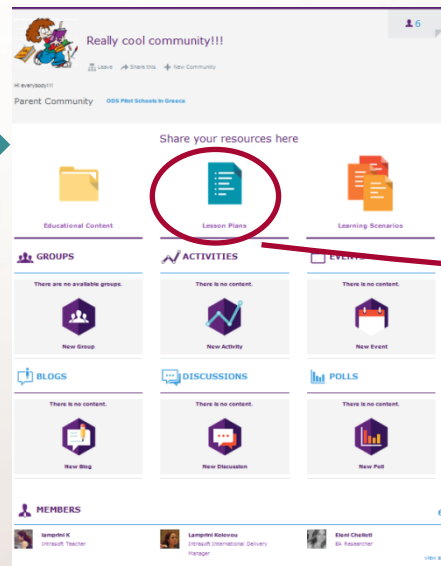 Really cool community!!!
6
Leave Share this New Community
Hi everybody!!!
Parent Community ODS Pilot Schools in Greece
Share your resources here
Educational Content Lesson Plans Learning Scenarios
GROUPS ACTIVITIES EVENTS
There are no available groups. There is no content. There is no content.
New Group New Activity New Event
BLOGS DISCUSSIONS POLLS
There is no content. There is no content. There is no content.
New Blog New Discussion New Poll
MEMBERS
lamprini K Lamprini Kolovou Eleni Chelioti
Intrasoft Teacher Intrasoft International Delivery EA Researcher
Manager